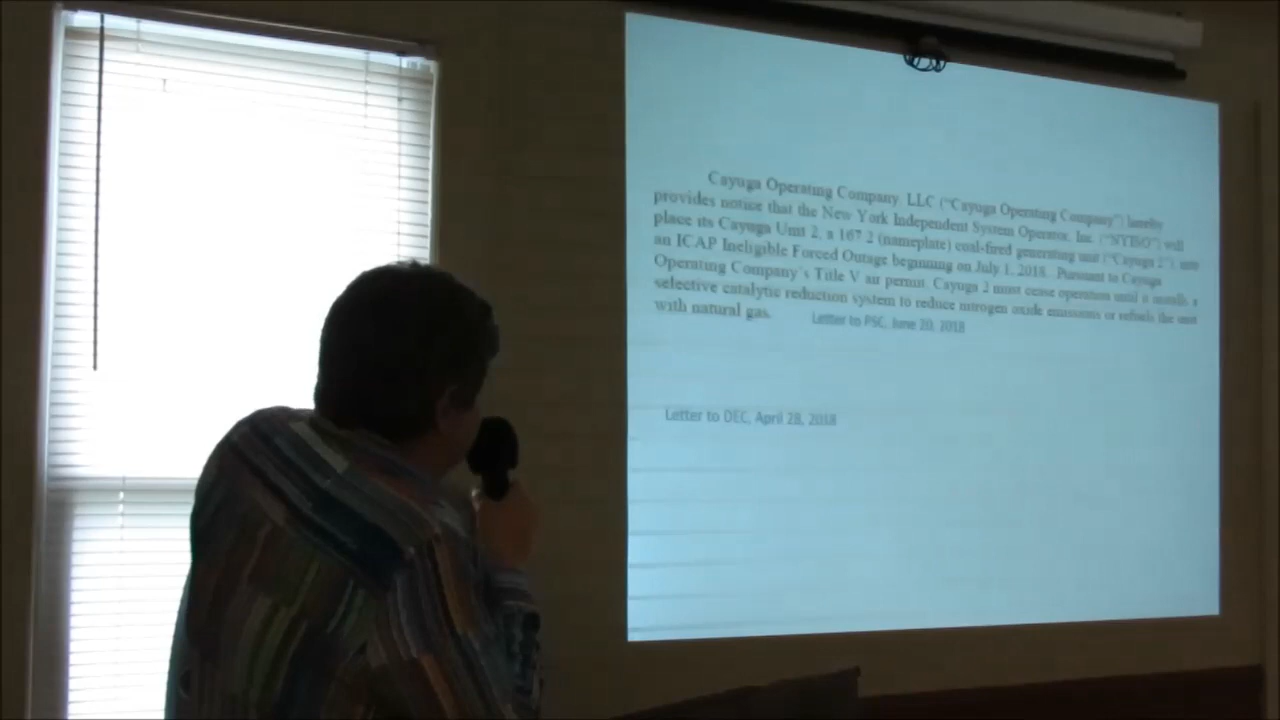 Cayuga Operating Company, LLC ("Cayuga Operating Company") hereby
provides notice that the New York Independent System Operator, Inc. ("NYISO") will
place its Cayuga Unit 2, a 167.2 (nameplate) coal-fired generating unit ("Cayuga 2"), into
an ICAP Ineligible Forced Outage beginning on July 1, 2018. Pursuant to Cayuga
Operating Company's Title V air permit, Cayuga 2 must cease operation until it installs a
selective catalytic reduction system to reduce nitrogen oxide emissions or refuels the unit
with natural gas. Letter to PSC, June 20, 2018
Letter to DEC, April 28, 2018